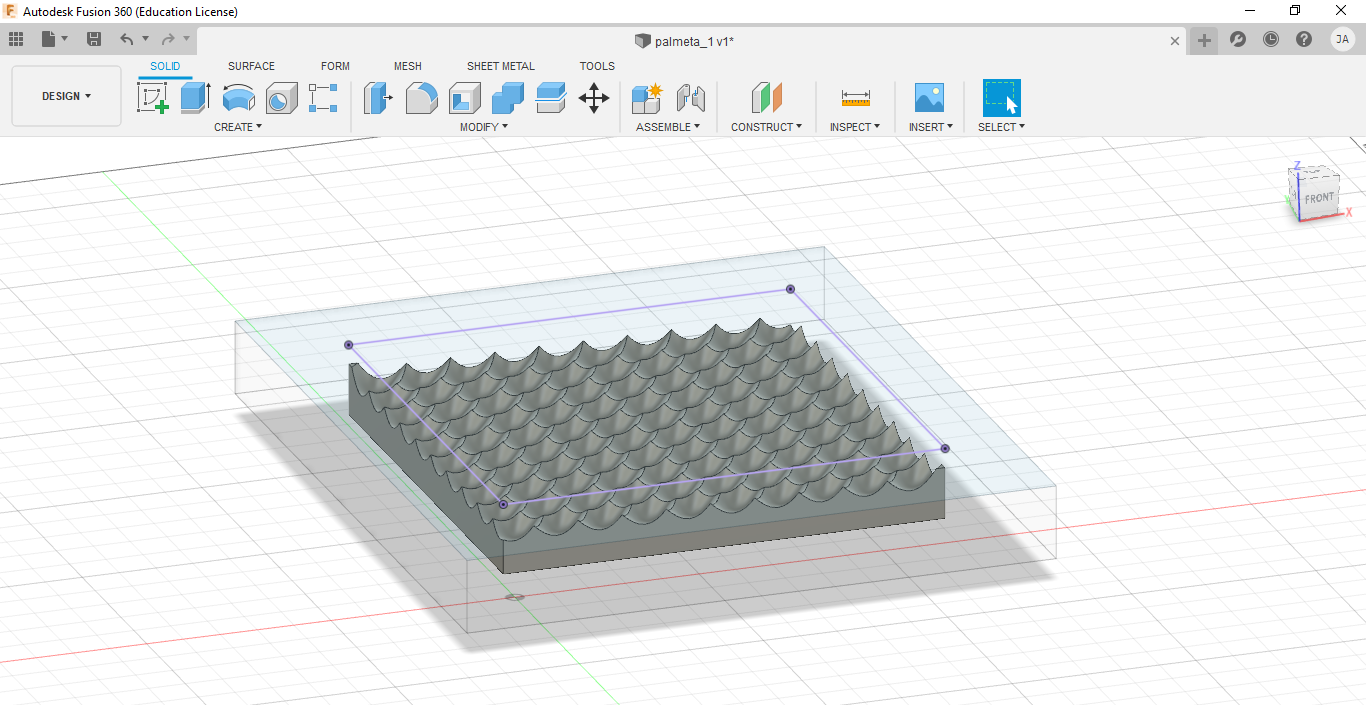 F Autodesk Fusion 360 (Education License)
palmeta_1 v1*
JA
DESIGN
SOLID SURFACE FORM MESH SHEET METAL TOOLS
CREATE MODIFY ASSEMBLE CONSTRUCT INSPECT INSERT SELECT
Z
FRONT
X